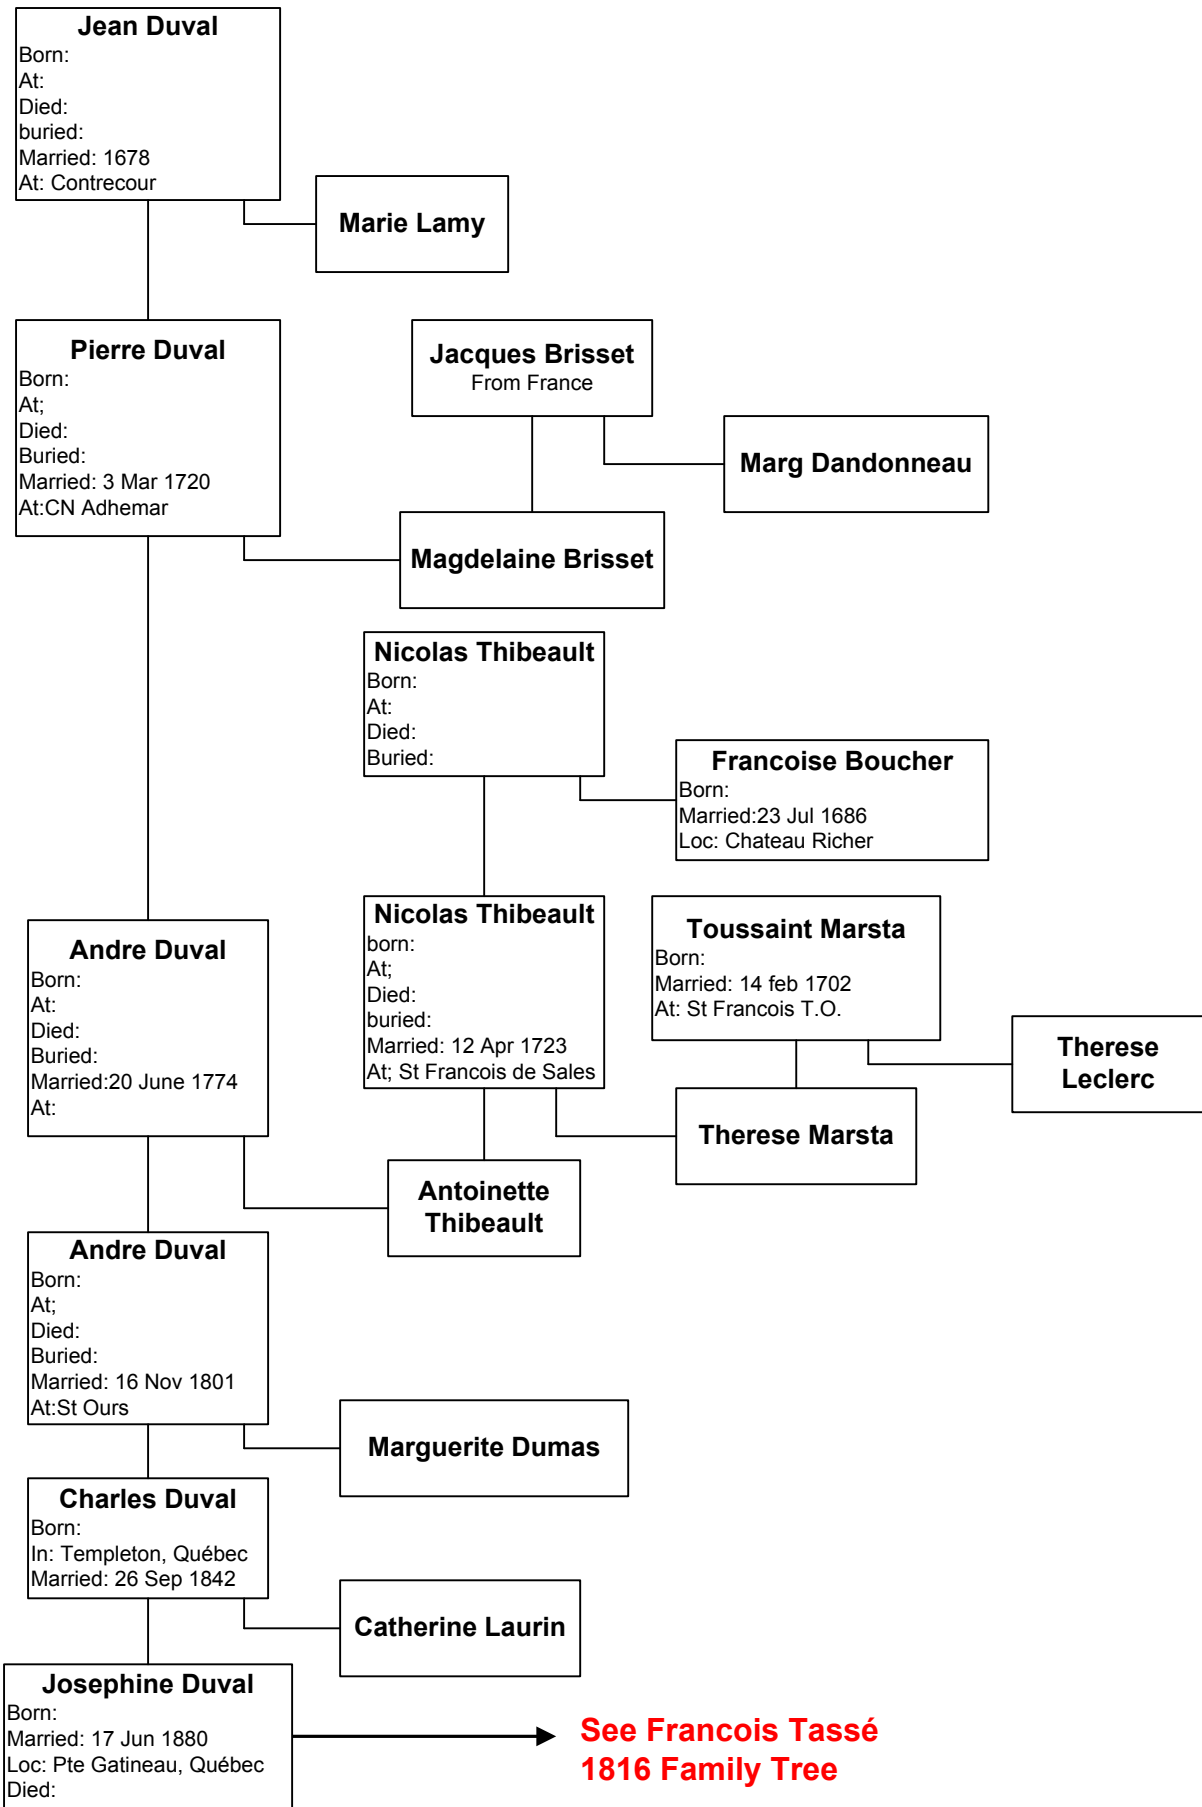 Jean Duval
Born:
At:
Died:
buried:
Married: 1678
At: Contrecour
Marie Lamy
Pierre Duval
Born:
At;
Died:
Buried:
Married: 3 Mar 1720
At:CN Adhemar
Jacques Brisset
From France
Marg Dandonneau
Magdelaine Brisset
Nicolas Thibeault
Born:
At:
Died:
Buried:
Francoise Boucher
Born:
Married:23 Jul 1686
Loc: Chateau Richer
Andre Duval
Born:
At:
Died:
Buried:
Married:20 June 1774
At:
Nicolas Thibeault
born:
At;
Died:
buried:
Married: 12 Apr 1723
At; St Francois de Sales
Toussaint Marsta
Born:
Married: 14 feb 1702
At: St Francois T.O.
Therese
Leclerc
Therese Marsta
Antoinette
Thibeault
Andre Duval
Born:
At;
Died:
Buried:
Married: 16 Nov 1801
At:St Ours
Marguerite Dumas
Charles Duval
Born:
In: Templeton, Québec
Married: 26 Sep 1842
Catherine Laurin
Josephine Duval
Born:
Married: 17 Jun 1880
Loc: Pte Gatineau, Québec
Died:
See Francois Tassé
1816 Family Tree